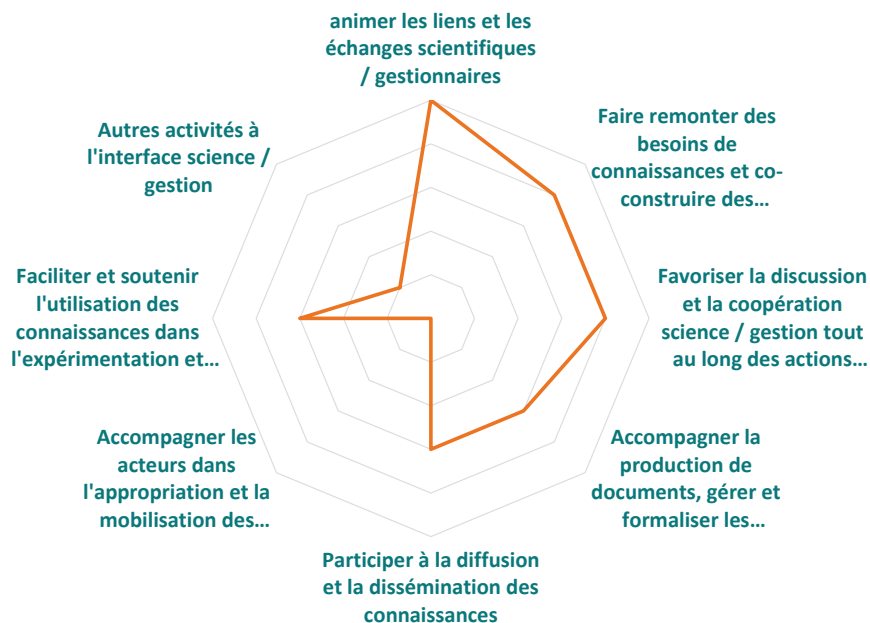 animer les liens et les
échanges scientifiques
/ gestionnaires
Faire remonter des
besoins de
connaissances et co-
construire des…
Favoriser la discussion
et la coopération
science / gestion tout
au long des actions…
Accompagner la
production de
documents, gérer et
formaliser les…
Participer à la diffusion
et la dissémination des
connaissances
Accompagner les
acteurs dans
l'appropriation et la
mobilisation des…
Faciliter et soutenir
l'utilisation des
connaissances dans
l'expérimentation et…
Autres activités à
l'interface science /
gestion